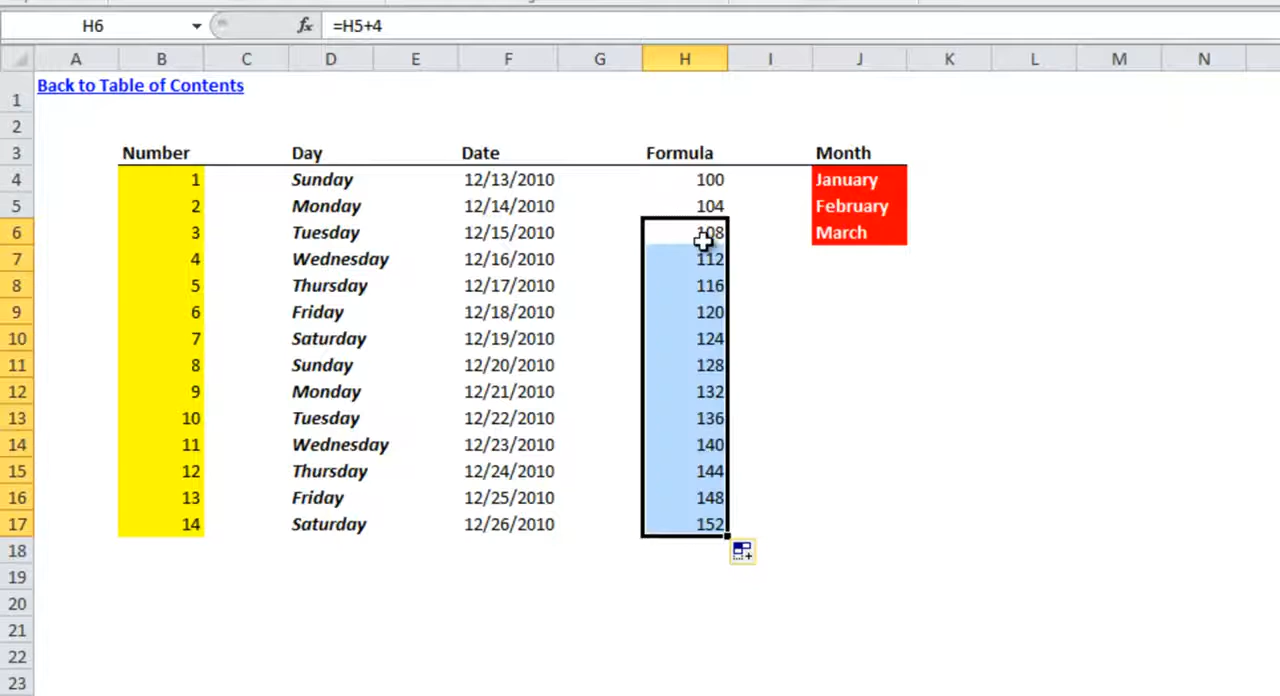 H6 fx =H5+4
A B C D E F G H I J K L M N
1 Back to Table of Contents
2
3 Number Day Date Formula Month
4 1 Sunday 12/13/2010 100 January
5 2 Monday 12/14/2010 104 February
6 3 Tuesday 12/15/2010 108 March
7 4 Wednesday 12/16/2010 112
8 5 Thursday 12/17/2010 116
9 6 Friday 12/18/2010 120
10 7 Saturday 12/19/2010 124
11 8 Sunday 12/20/2010 128
12 9 Monday 12/21/2010 132
13 10 Tuesday 12/22/2010 136
14 11 Wednesday 12/23/2010 140
15 12 Thursday 12/24/2010 144
16 13 Friday 12/25/2010 148
17 14 Saturday 12/26/2010 152
18
19
20
21
22
23